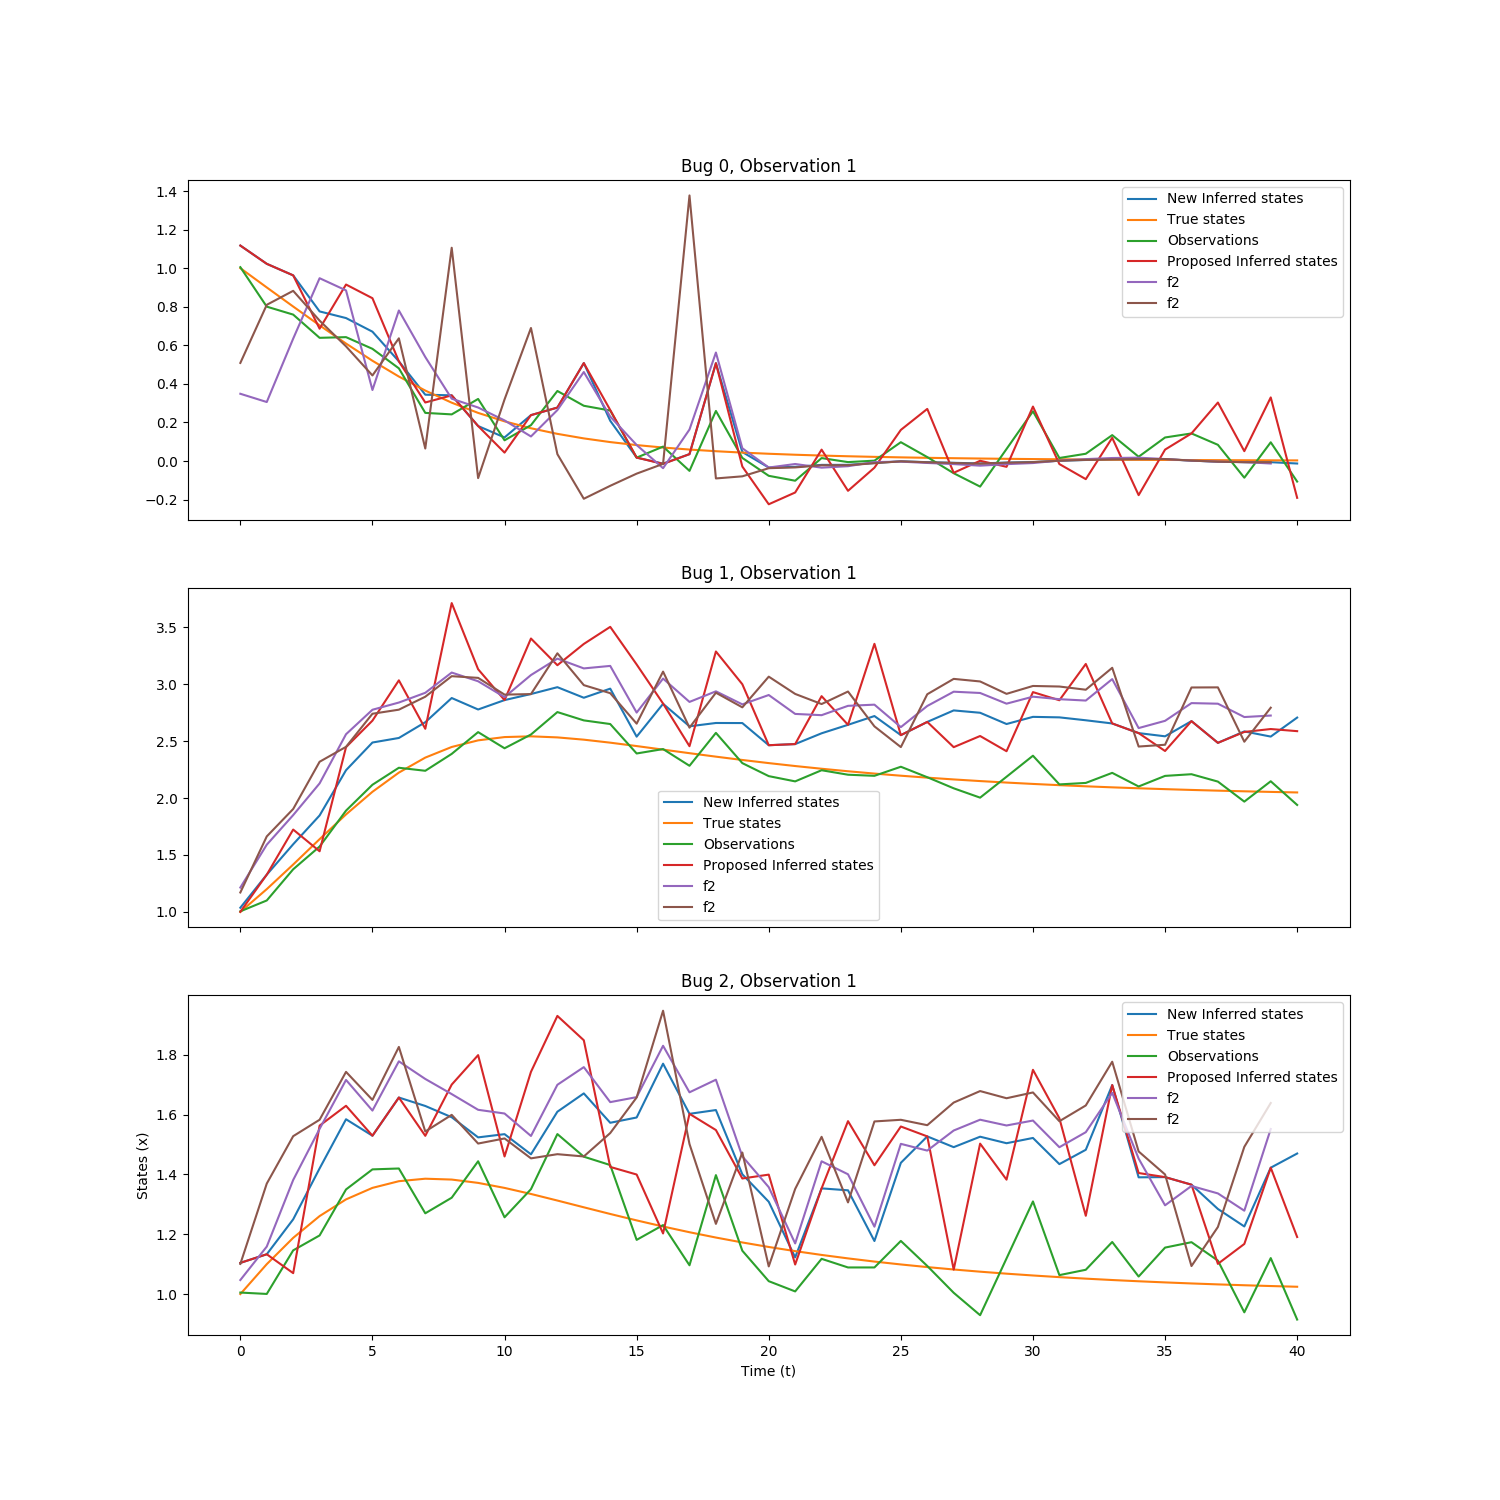 Bug 0, Observation 1
1.4
1.2
1.0
0.8
0.6
0.4
0.2
0.0
−0.2
New Inferred states
True states
Observations
Proposed Inferred states
f2
f2
Bug 1, Observation 1
3.5
3.0
2.5
2.0
1.5
1.0
New Inferred states
True states
Observations
Proposed Inferred states
f2
f2
Bug 2, Observation 1
States (x)
1.8
1.6
1.4
1.2
1.0
New Inferred states
True states
Observations
Proposed Inferred states
f2
f2
0 5 10 15 20 25 30 35 40
Time (t)